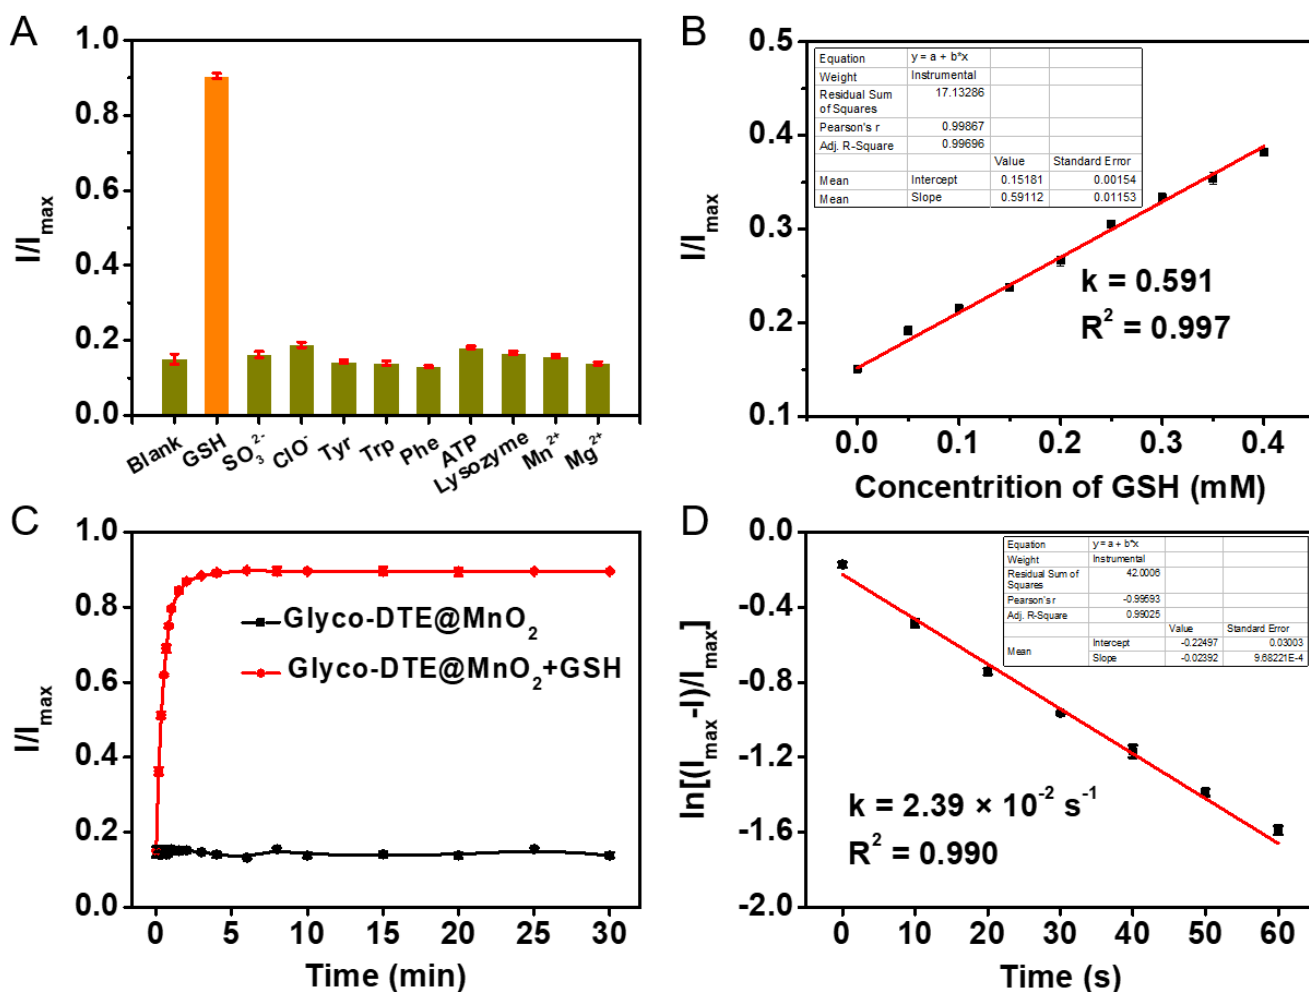 A
I/Imax
1.0
0.8
0.6
0.4
0.2
0.0
Blank
GSH
SO₃²⁻
ClO⁻
Tyr
Trp
Phe
ATP
Lysozyme
Mn²⁺
Mg²⁺
B
I/Imax
0.5
0.4
0.3
0.2
0.1
Equation y = a + b*x
Weight Instrumental
Residual Sum of Squares 17.13286
Pearson's r 0.99867
Adj. R-Square 0.99696
Value Standard Error
Mean Intercept 0.15181 0.00154
Mean Slope 0.59112 0.01153
k = 0.591
R² = 0.997
0.0 0.1 0.2 0.3 0.4
Concentrition of GSH (mM)
C
I/Imax
1.0
0.8
0.6
0.4
0.2
0.0
Glyco-DTE@MnO₂
Glyco-DTE@MnO₂+GSH
0 5 10 15 20 25 30
Time (min)
D
ln[(Imax-I)/Imax]
0.0
-0.4
-0.8
-1.2
-1.6
-2.0
Equation y = a + b*x
Weight Instrumental
Residual Sum of Squares 42.0006
Pearson's r -0.99593
Adj. R-Square 0.99025
Value Standard Error
Mean Intercept -0.22497 0.03003
Slope -0.02392 9.68221E-4
k = 2.39 × 10⁻² s⁻¹
R² = 0.990
0 10 20 30 40 50 60
Time (s)